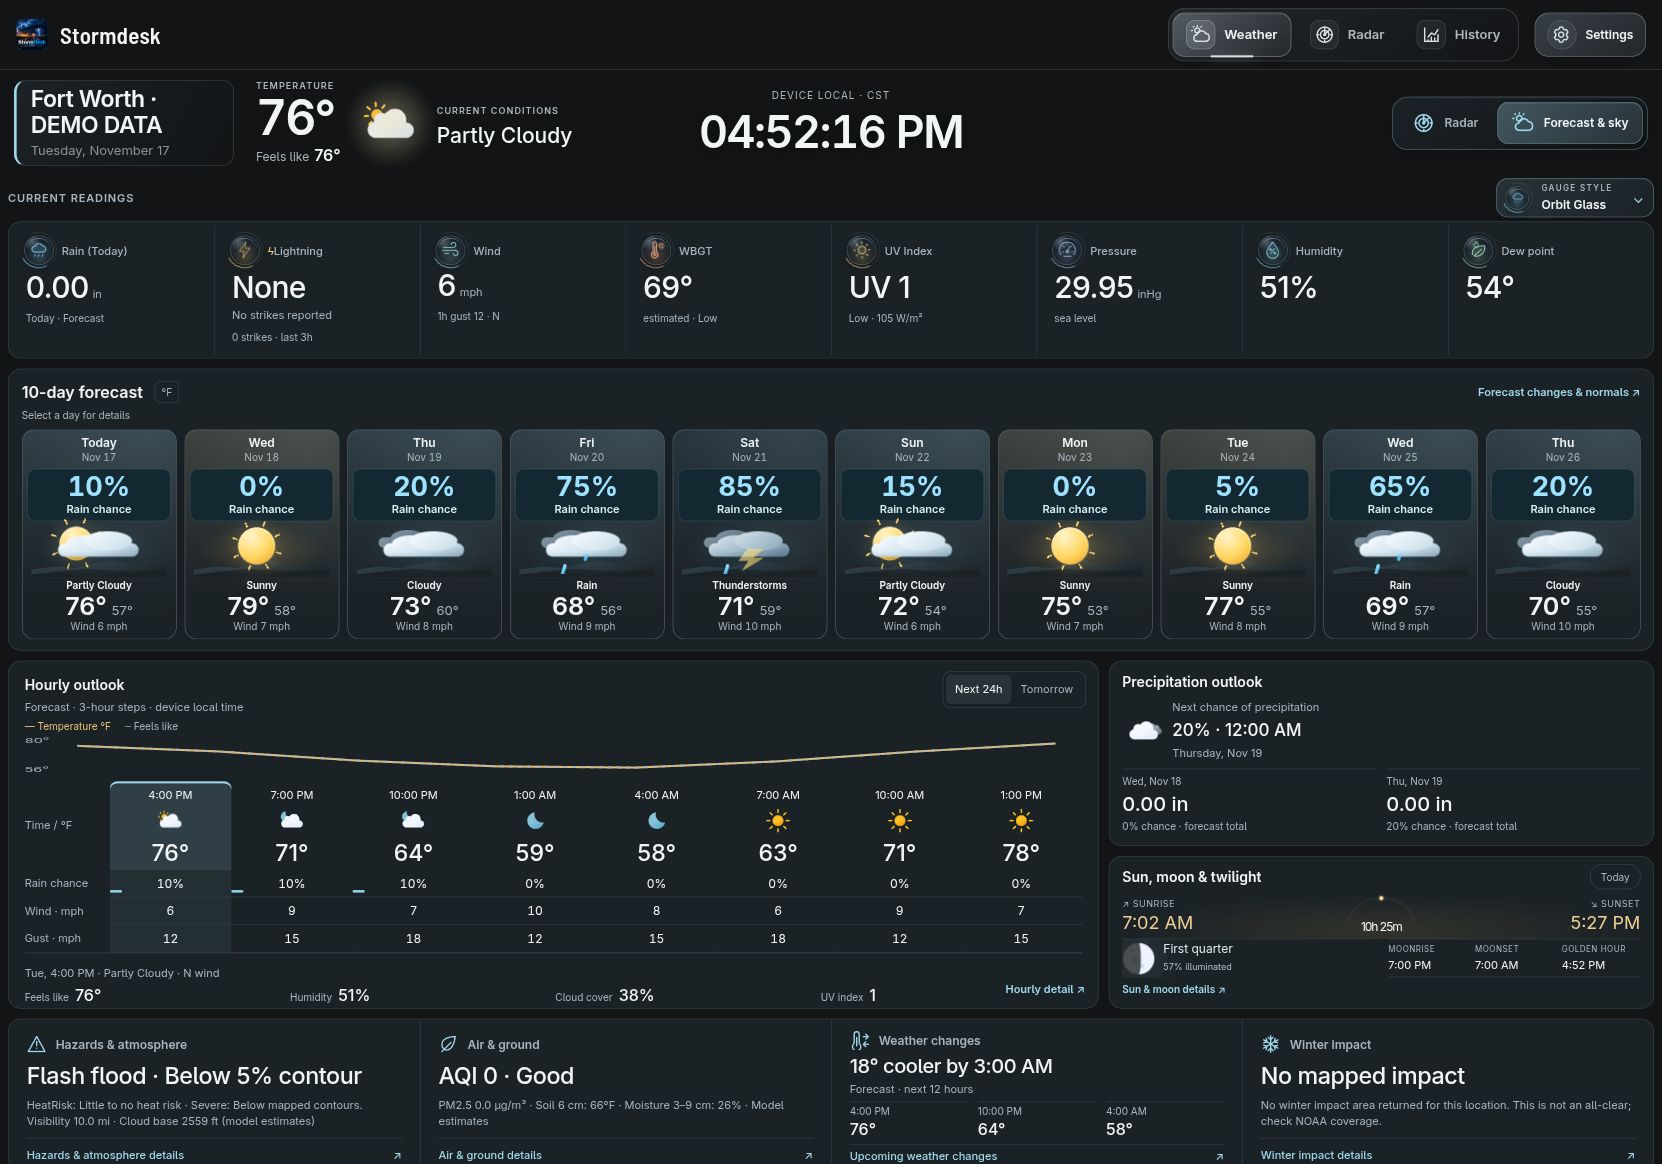 Stormdesk
Weather
Radar
History
Settings
Fort Worth ·
DEMO DATA
Tuesday, November 17
TEMPERATURE
76°
Feels like 76°
CURRENT CONDITIONS
Partly Cloudy
DEVICE LOCAL · CST
04:52:16 PM
Radar
Forecast & sky
CURRENT READINGS
GAUGE STYLE
Orbit Glass
Rain (Today)
0.00 in
Today · Forecast
ϟLightning
None
No strikes reported
0 strikes · last 3h
Wind
6 mph
1h gust 12 · N
WBGT
69°
estimated · Low
UV Index
UV 1
Low · 105 W/m²
Pressure
29.95 inHg
sea level
Humidity
51%
Dew point
54°
10-day forecast °F
Forecast changes & normals ↗
Select a day for details
Today
Nov 17
10%
Rain chance
Partly Cloudy
76° 57°
Wind 6 mph
Wed
Nov 18
0%
Rain chance
Sunny
79° 58°
Wind 7 mph
Thu
Nov 19
20%
Rain chance
Cloudy
73° 60°
Wind 8 mph
Fri
Nov 20
75%
Rain chance
Rain
68° 56°
Wind 9 mph
Sat
Nov 21
85%
Rain chance
Thunderstorms
71° 59°
Wind 10 mph
Sun
Nov 22
15%
Rain chance
Partly Cloudy
72° 54°
Wind 6 mph
Mon
Nov 23
0%
Rain chance
Sunny
75° 53°
Wind 7 mph
Tue
Nov 24
5%
Rain chance
Sunny
77° 55°
Wind 8 mph
Wed
Nov 25
65%
Rain chance
Rain
69° 57°
Wind 9 mph
Thu
Nov 26
20%
Rain chance
Cloudy
70° 55°
Wind 10 mph
Hourly outlook
Next 24h Tomorrow
Forecast · 3-hour steps · device local time
— Temperature °F ┄ Feels like
80°
56°
4:00 PM 7:00 PM 10:00 PM 1:00 AM 4:00 AM 7:00 AM 10:00 AM 1:00 PM
Time / °F
76° 71° 64° 59° 58° 63° 71° 78°
Rain chance 10% 10% 10% 0% 0% 0% 0% 0%
Wind · mph 6 9 7 10 8 6 9 7
Gust · mph 12 15 18 12 15 18 12 15
Tue, 4:00 PM · Partly Cloudy · N wind
Feels like 76° Humidity 51% Cloud cover 38% UV index 1
Hourly detail ↗
Precipitation outlook
Next chance of precipitation
20% · 12:00 AM
Thursday, Nov 19
Wed, Nov 18
0.00 in
0% chance · forecast total
Thu, Nov 19
0.00 in
20% chance · forecast total
Sun, moon & twilight
Today
↗ SUNRISE
7:02 AM
10h 25m
↘ SUNSET
5:27 PM
First quarter
57% illuminated
MOONRISE
7:00 PM
MOONSET
7:00 AM
GOLDEN HOUR
4:52 PM
Sun & moon details ↗
Hazards & atmosphere
Flash flood · Below 5% contour
HeatRisk: Little to no heat risk · Severe: Below mapped contours.
Visibility 10.0 mi · Cloud base 2559 ft (model estimates)
Hazards & atmosphere details ↗
Air & ground
AQI 0 · Good
PM2.5 0.0 µg/m³ · Soil 6 cm: 66°F · Moisture 3–9 cm: 26% · Model
estimates
Air & ground details ↗
Weather changes
18° cooler by 3:00 AM
Forecast · next 12 hours
4:00 PM
76°
10:00 PM
64°
4:00 AM
58°
Upcoming weather changes ↗
Winter impact
No mapped impact
No winter impact area returned for this location. This is not an all-clear;
check NOAA coverage.
Winter impact details ↗